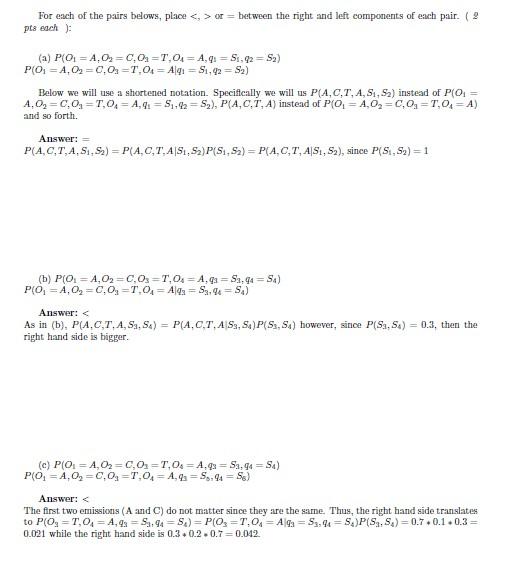 For each of the pairs belows, place <, > or = between the right and left components of each pair. ( 2
pts each ):
(a) P(O₁ = A, O₂ = C, O₃ = T, O₄ = A, q₁ = S₁, q₂ = S₂)
P(O₁ = A, O₂ = C, O₃ = T, O₄ = A|q₁ = S₁, q₂ = S₂)
Below we will use a shortened notation. Specifically we will us P(A, C, T, A, S₁, S₂) instead of P(O₁ =
A, O₂ = C, O₃ = T, O₄ = A, q₁ = S₁, q₂ = S₂), P(A, C, T, A) instead of P(O₁ = A, O₂ = C, O₃ = T, O₄ = A)
and so forth.
Answer: =
P(A, C, T, A, S₁, S₂) = P(A, C, T, A|S₁, S₂)P(S₁, S₂) = P(A, C, T, A|S₁, S₂), since P(S₁, S₂) = 1
(b) P(O₁ = A, O₂ = C, O₃ = T, O₄ = A, q₃ = S₃, q₄ = S₄)
P(O₁ = A, O₂ = C, O₃ = T, O₄ = A|q₃ = S₃, q₄ = S₄)
Answer: <
As in (b), P(A, C, T, A, S₃, S₄) = P(A, C, T, A|S₃, S₄)P(S₃, S₄) however, since P(S₃, S₄) = 0.3, then the
right hand side is bigger.
(c) P(O₁ = A, O₂ = C, O₃ = T, O₄ = A, q₃ = S₃, q₄ = S₄)
P(O₁ = A, O₂ = C, O₃ = T, O₄ = A, q₃ = S₅, q₄ = S₆)
Answer: <
The first two emissions (A and C) do not matter since they are the same. Thus, the right hand side translates
to P(O₃ = T, O₄ = A, q₃ = S₃, q₄ = S₄) = P(O₃ = T, O₄ = A|q₃ = S₃, q₄ = S₄)P(S₃, S₄) = 0.7 * 0.1 * 0.3 =
0.021 while the right hand side is 0.3 * 0.2 * 0.7 = 0.042.